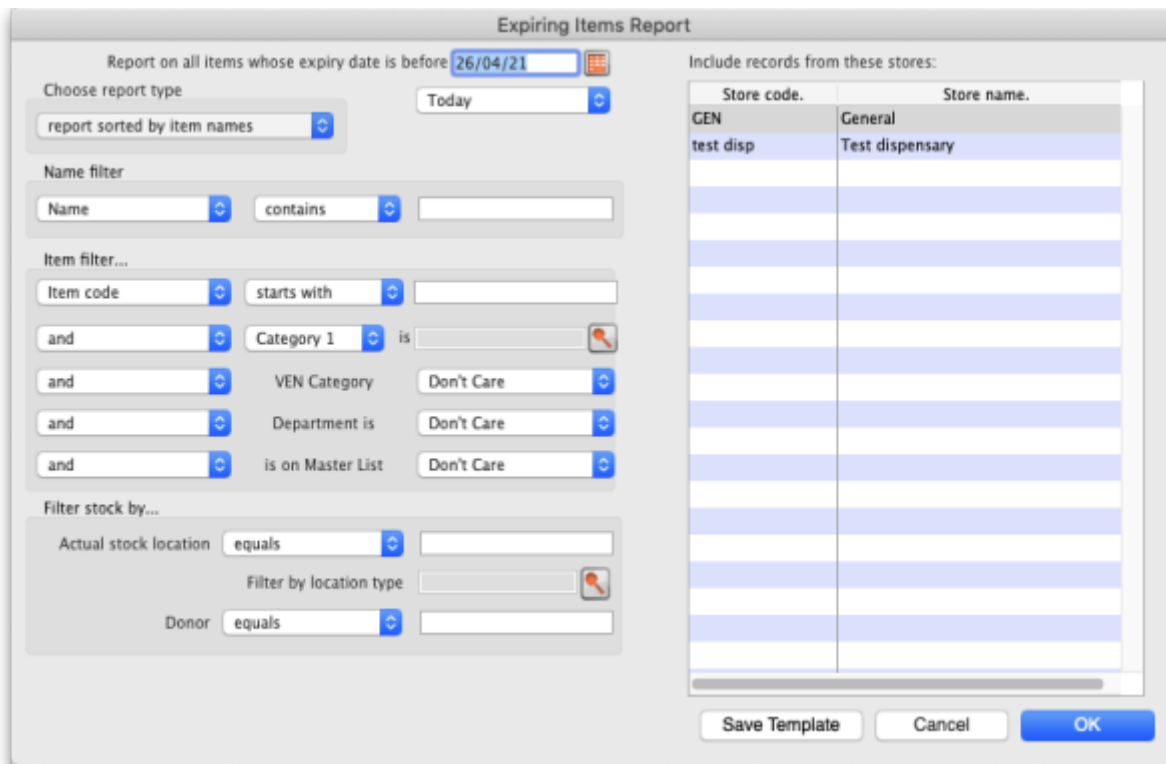 Expiring Items Report
Report on all items whose expiry date is before 26/04/21
Today
Choose report type
report sorted by item names
Name filter
Name contains
Item filter...
Item code starts with
and Category 1 is
and VEN Category Don't Care
and Department is Don't Care
and is on Master List Don't Care
Filter stock by...
Actual stock location equals
Filter by location type
Donor equals
Include records from these stores:
Store code. Store name.
GEN General
test disp Test dispensary
Save Template Cancel OK